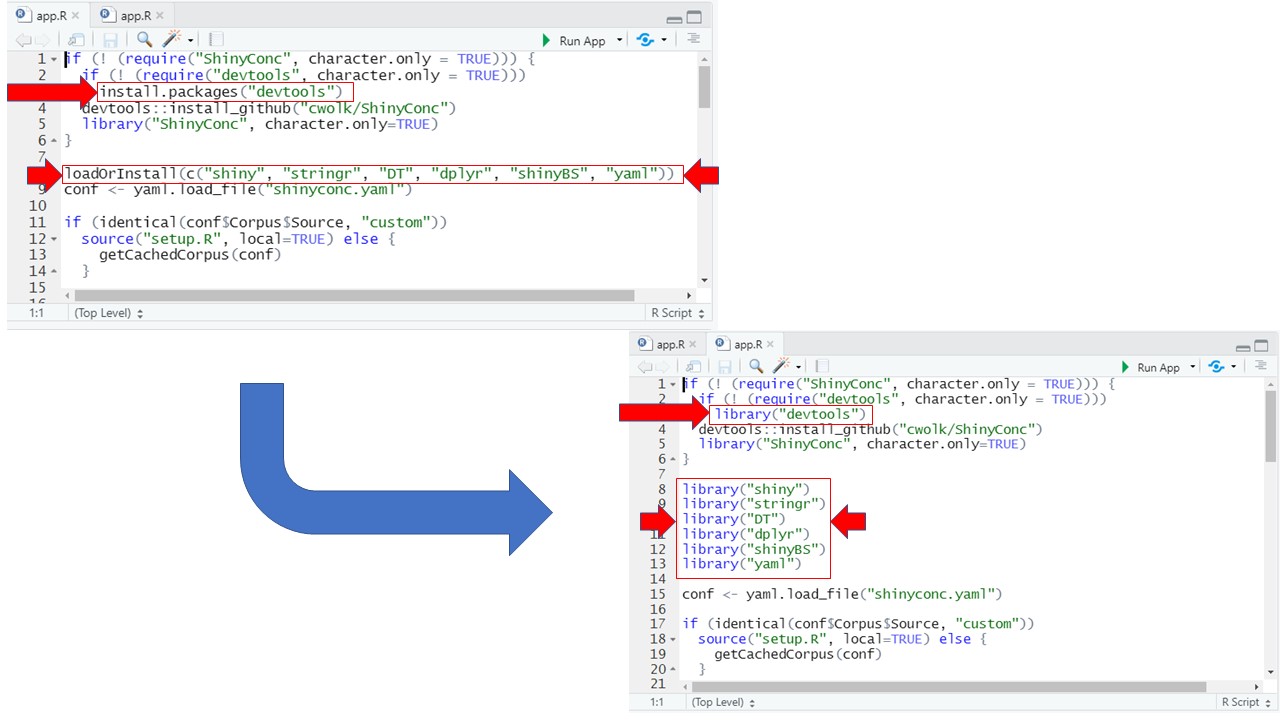 app.R × app.R ×
Run App
1 if (! (require("ShinyConc", character.only = TRUE))) {
2 if (! (require("devtools", character.only = TRUE)))
install.packages("devtools")
4 devtools::install_github("cwolk/ShinyConc")
5 library("ShinyConc", character.only=TRUE)
6 }
7
loadOrInstall(c("shiny", "stringr", "DT", "dplyr", "shinyBS", "yaml"))
9 conf <- yaml.load_file("shinyconc.yaml")
10
11 if (identical(conf$Corpus$Source, "custom"))
12 source("setup.R", local=TRUE) else {
13 getCachedCorpus(conf)
14 }
15
16
1:1 (Top Level) R Script
app.R × app.R ×
Run App
1 if (! (require("ShinyConc", character.only = TRUE))) {
2 if (! (require("devtools", character.only = TRUE)))
library("devtools")
4 devtools::install_github("cwolk/ShinyConc")
5 library("ShinyConc", character.only=TRUE)
6 }
7
8 library("shiny")
9 library("stringr")
library("DT")
11 library("dplyr")
12 library("shinyBS")
13 library("yaml")
14
15 conf <- yaml.load_file("shinyconc.yaml")
16
17 if (identical(conf$Corpus$Source, "custom"))
18 source("setup.R", local=TRUE) else {
19 getCachedCorpus(conf)
20 }
21
1:1 (Top Level) R Script